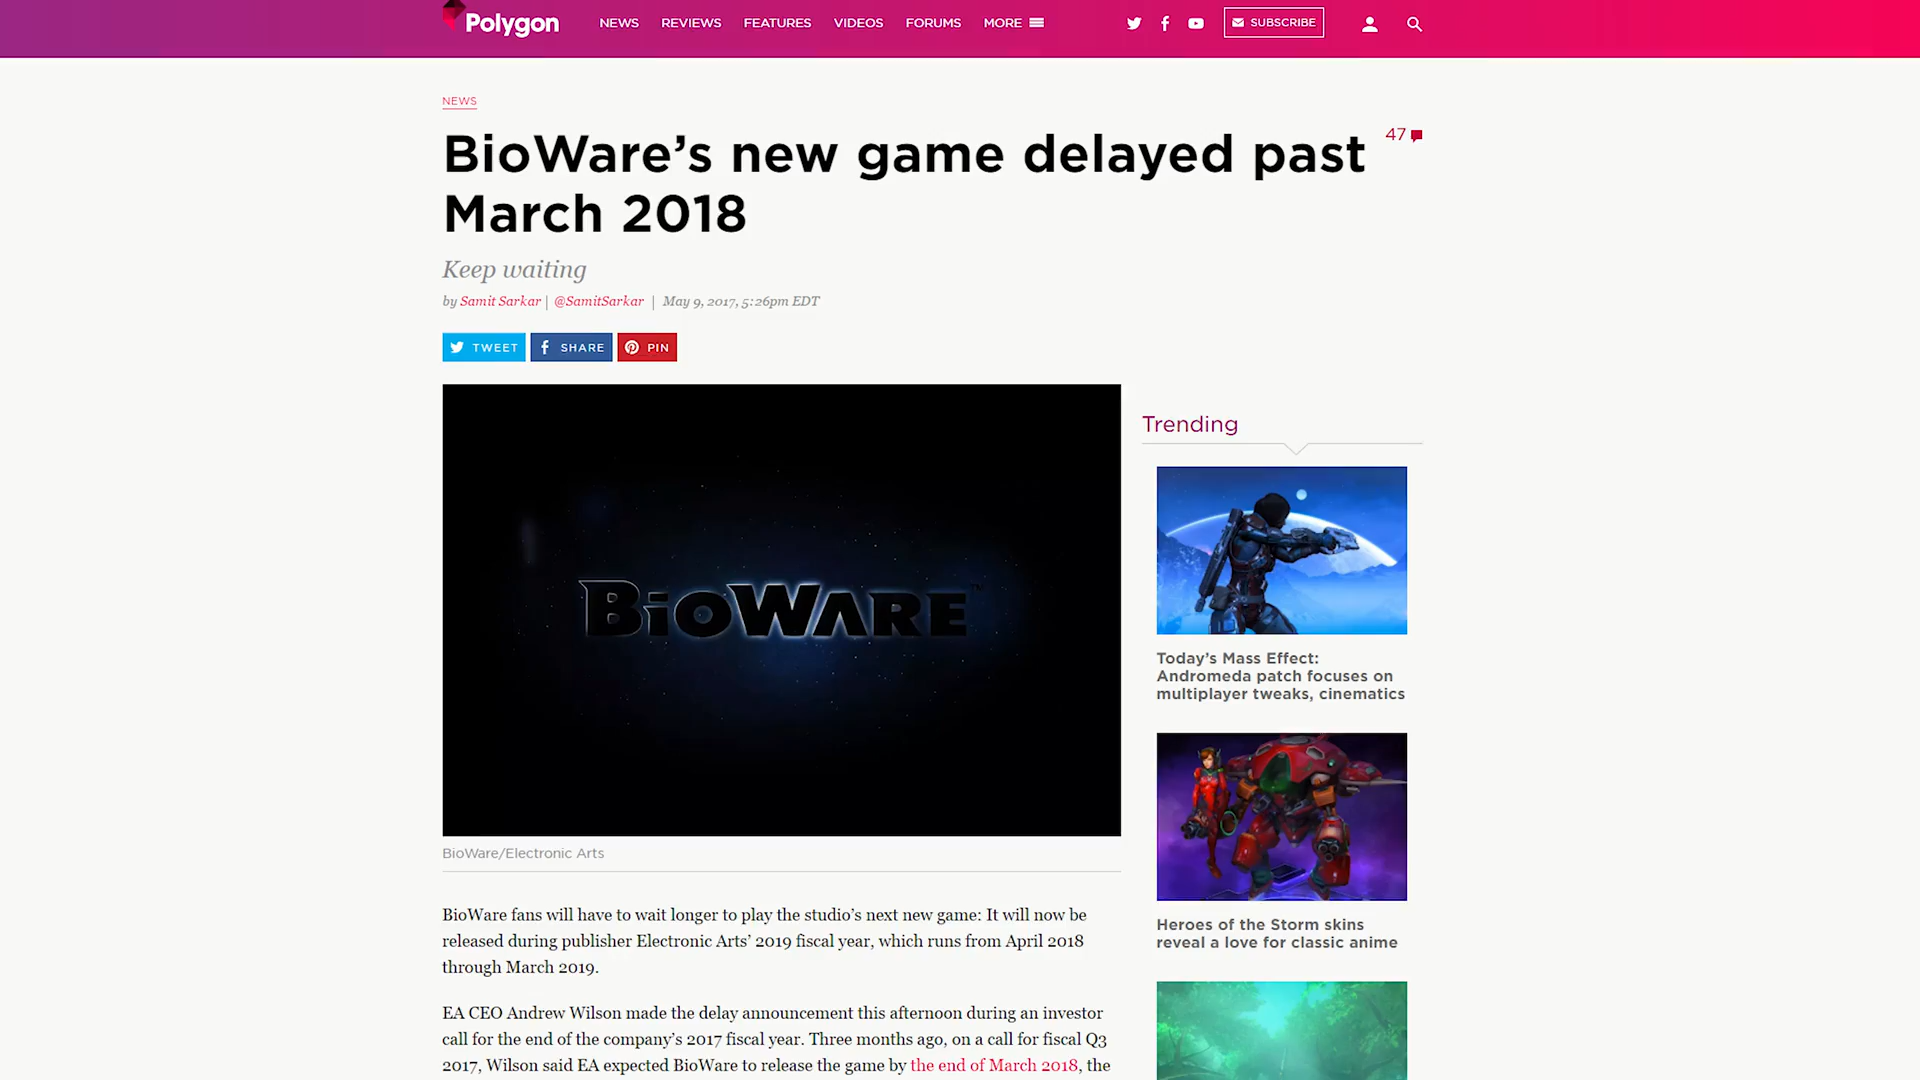 Polygon
NEWS REVIEWS FEATURES VIDEOS FORUMS MORE SUBSCRIBE
NEWS
BioWare’s new game delayed past
March 2018
47
Keep waiting
by Samit Sarkar | @SamitSarkar | May 9, 2017, 5:26pm EDT
TWEET SHARE PIN
BIOWARE™
BioWare/Electronic Arts
BioWare fans will have to wait longer to play the studio’s next new game: It will now be
released during publisher Electronic Arts’ 2019 fiscal year, which runs from April 2018
through March 2019.
EA CEO Andrew Wilson made the delay announcement this afternoon during an investor
call for the end of the company’s 2017 fiscal year. Three months ago, on a call for fiscal Q3
2017, Wilson said EA expected BioWare to release the game by the end of March 2018, the
Trending
Today’s Mass Effect:
Andromeda patch focuses on
multiplayer tweaks, cinematics
Heroes of the Storm skins
reveal a love for classic anime